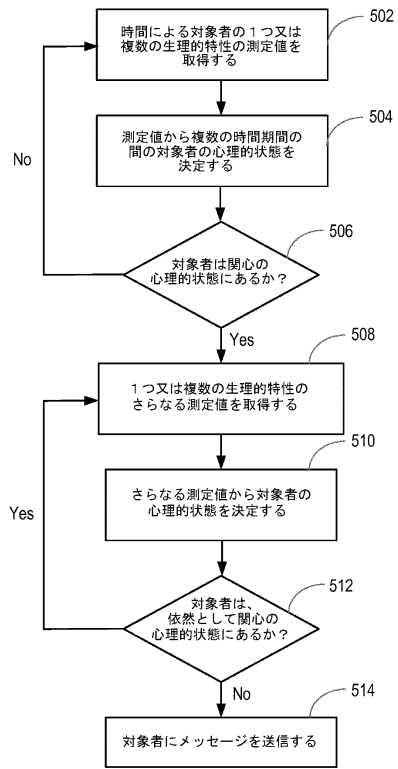 時間による対象者の１つ又は
複数の生理的特性の測定値を
取得する
502
測定値から複数の時間期間の
間の対象者の心理的状態を
決定する
504
No
対象者は関心の
心理的状態にあるか？
506
Yes
１つ又は複数の生理的特性の
さらなる測定値を取得する
508
さらなる測定値から対象者の
心理的状態を決定する
510
Yes
対象者は、
依然として関心の
心理的状態にあるか？
512
No
対象者にメッセージを送信する
514